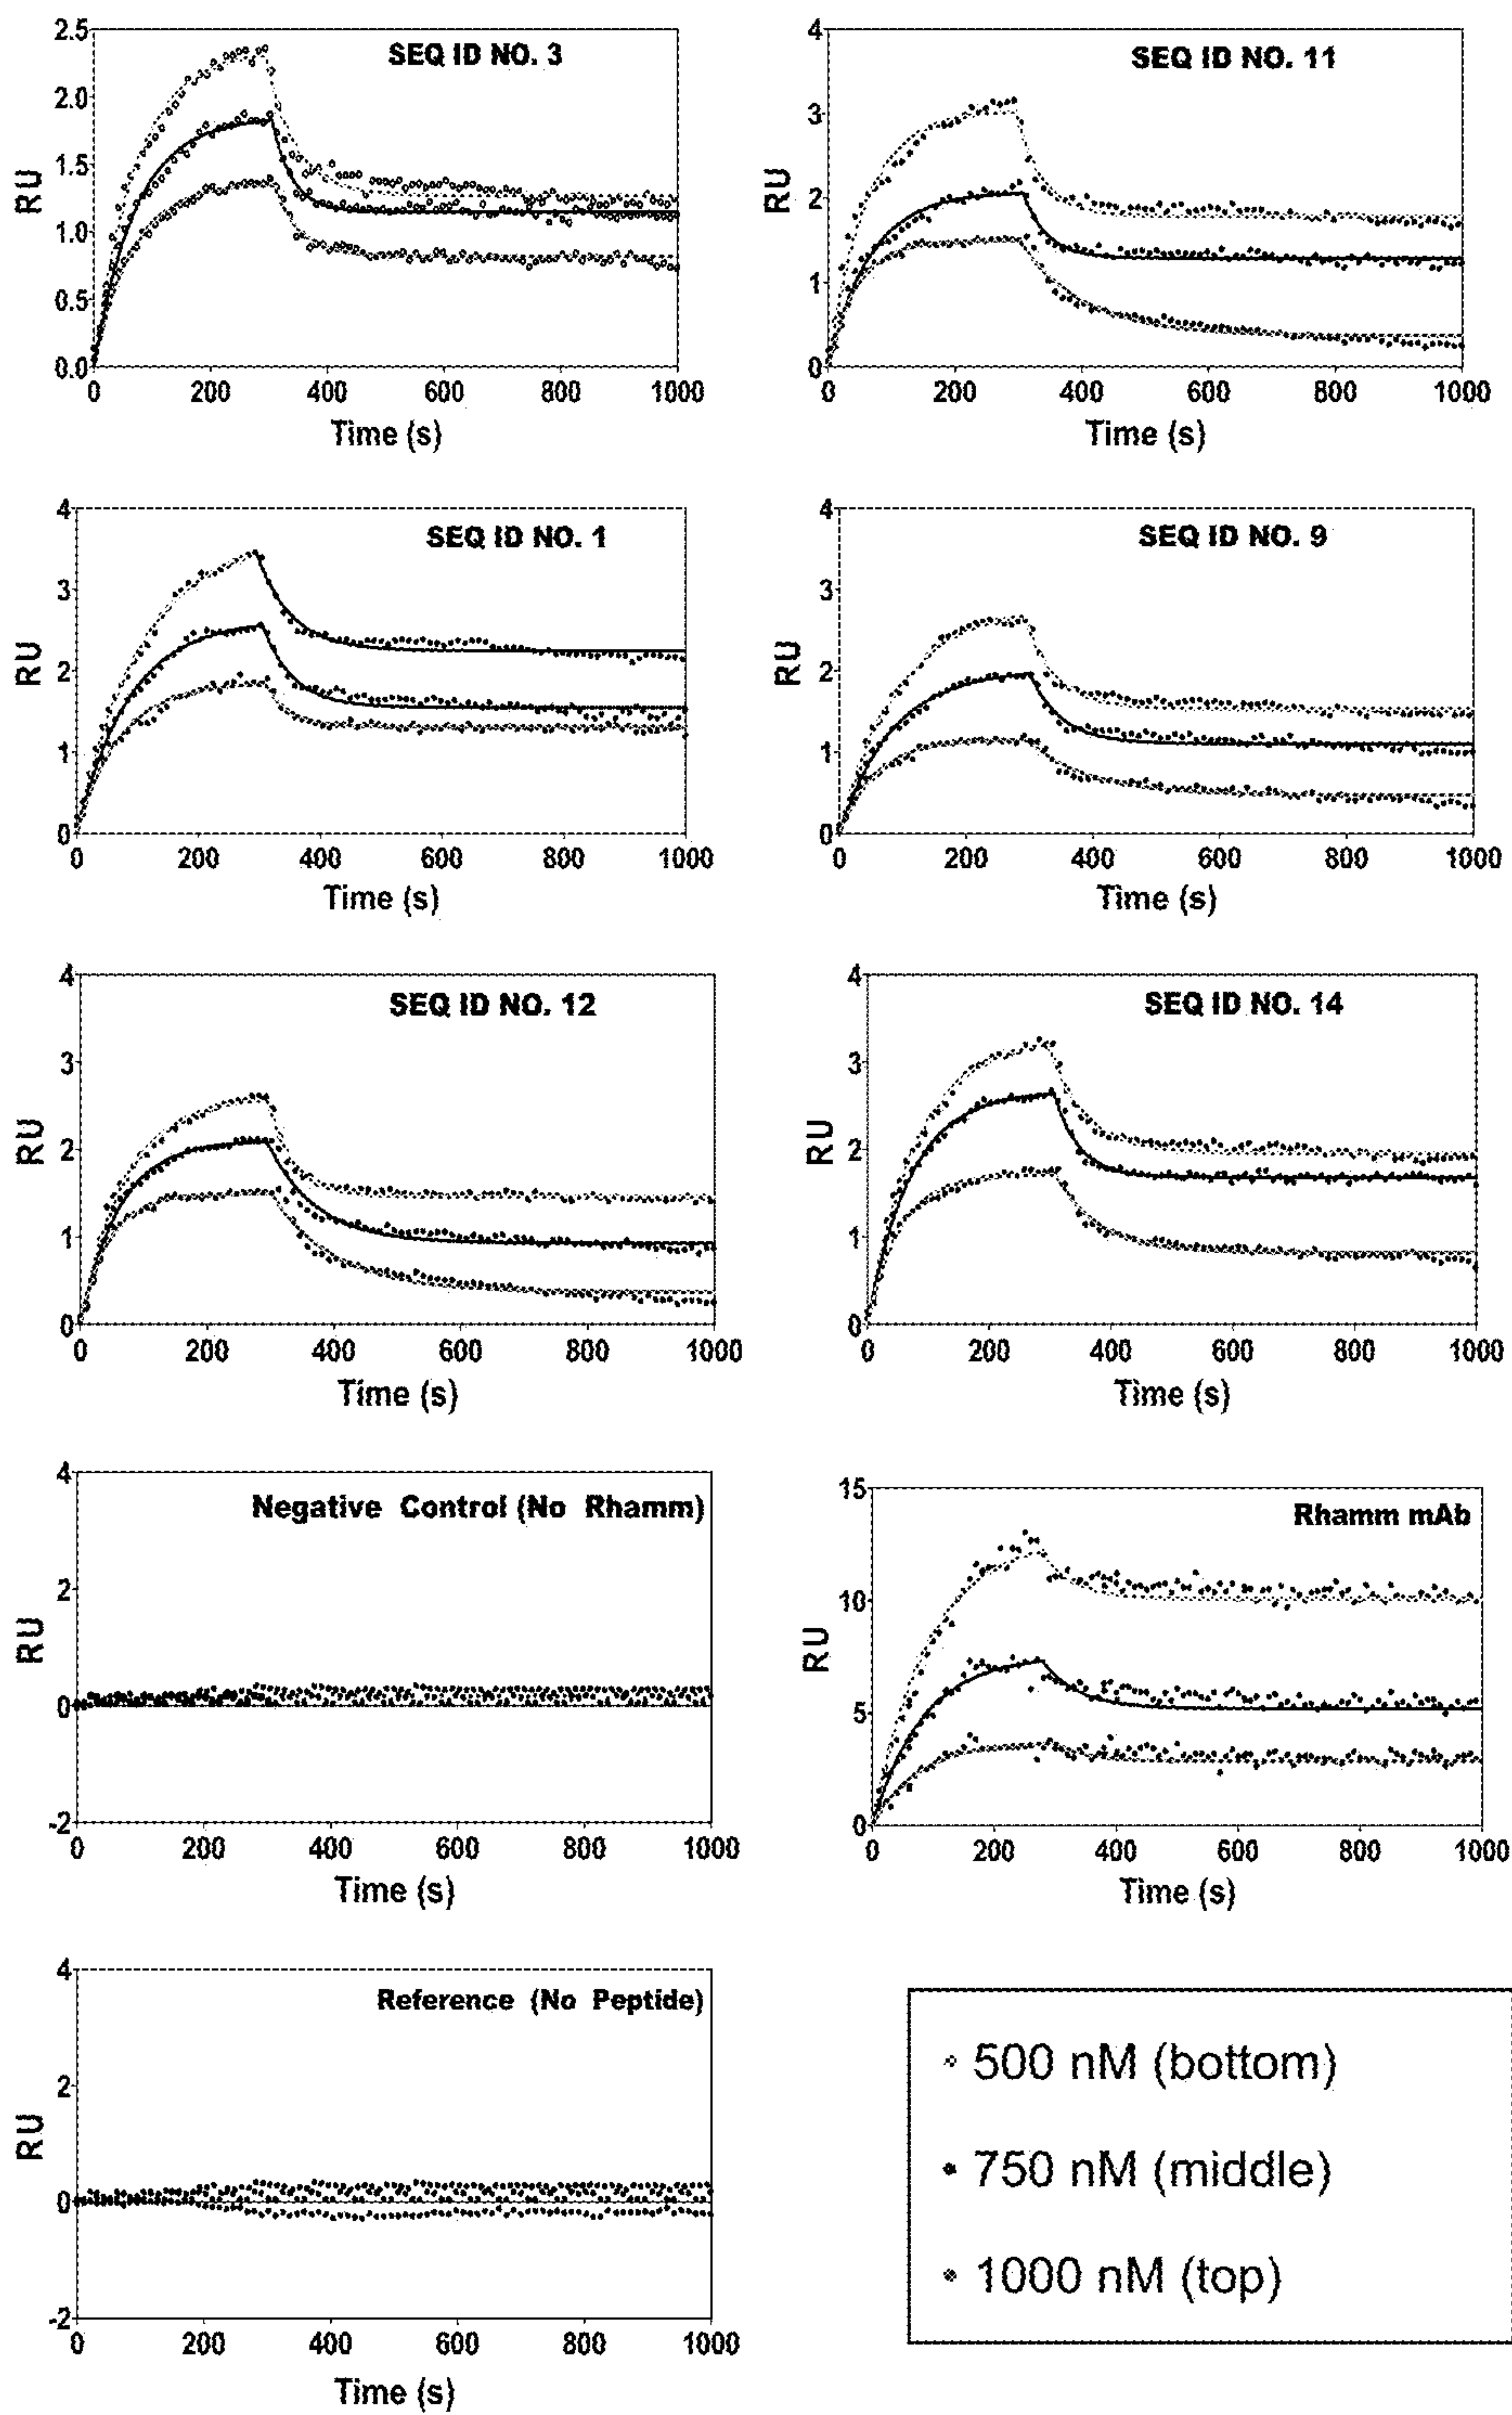 SEQ ID NO. 3
RU
2.5
2.0
1.5
1.0
0.5
0.0
0 200 400 600 800 1000
Time (s)
SEQ ID NO. 11
RU
4
3
2
1
0
0 200 400 600 800 1000
Time (s)
SEQ ID NO. 1
RU
4
3
2
1
0
0 200 400 600 800 1000
Time (s)
SEQ ID NO. 9
RU
4
3
2
1
0
0 200 400 600 800 1000
Time (s)
SEQ ID NO. 12
RU
4
3
2
1
0
0 200 400 600 800 1000
Time (s)
SEQ ID NO. 14
RU
4
3
2
1
0
0 200 400 600 800 1000
Time (s)
Negative Control (No Rhamm)
RU
4
2
0
-2
0 200 400 600 800 1000
Time (s)
Rhamm mAb
RU
15
10
5
0
0 200 400 600 800 1000
Time (s)
Reference (No Peptide)
RU
4
2
0
-2
0 200 400 600 800 1000
Time (s)
500 nM (bottom)
750 nM (middle)
1000 nM (top)